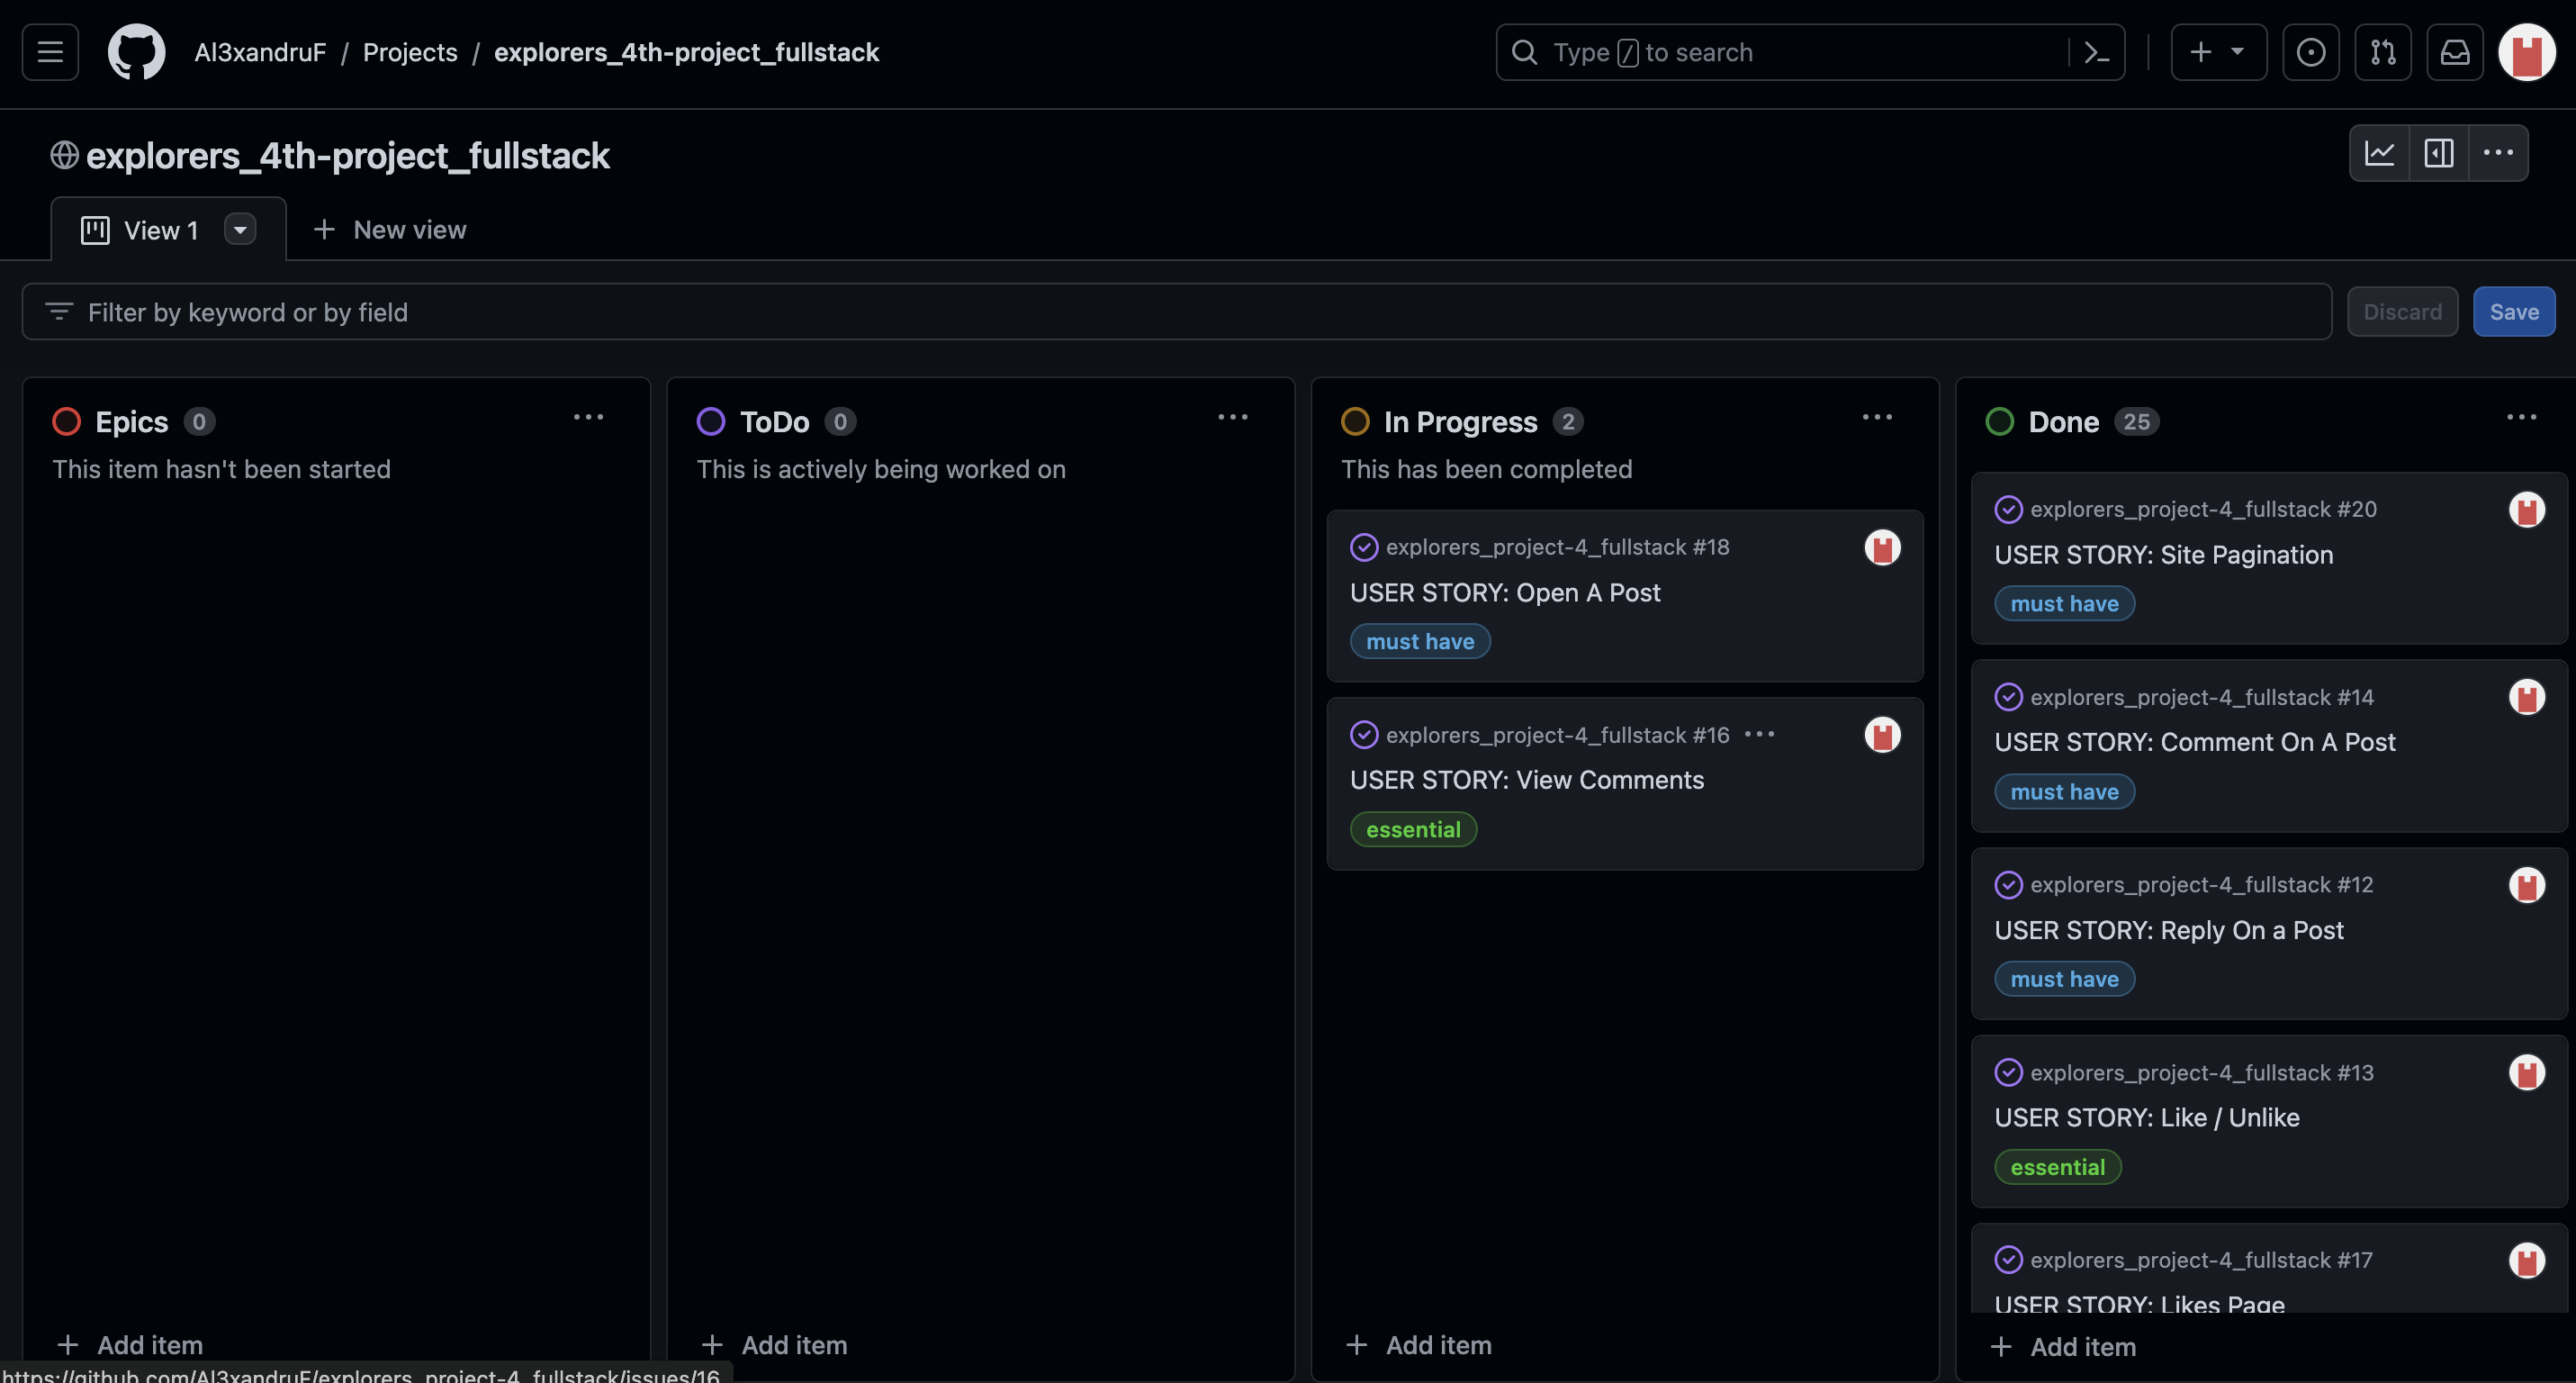 Al3xandruF / Projects / explorers_4th-project_fullstack
Type / to search
explorers_4th-project_fullstack
View 1
New view
Filter by keyword or by field
Discard
Save
Epics 0
This item hasn't been started
Add item
ToDo 0
This is actively being worked on
Add item
In Progress 2
This has been completed
explorers_project-4_fullstack #18
USER STORY: Open A Post
must have
explorers_project-4_fullstack #16
USER STORY: View Comments
essential
Add item
Done 25
explorers_project-4_fullstack #20
USER STORY: Site Pagination
must have
explorers_project-4_fullstack #14
USER STORY: Comment On A Post
must have
explorers_project-4_fullstack #12
USER STORY: Reply On a Post
must have
explorers_project-4_fullstack #13
USER STORY: Like / Unlike
essential
explorers_project-4_fullstack #17
USER STORY: Likes Page
Add item
https://github.com/Al3xandruF/explorers_project-4_fullstack/issues/16